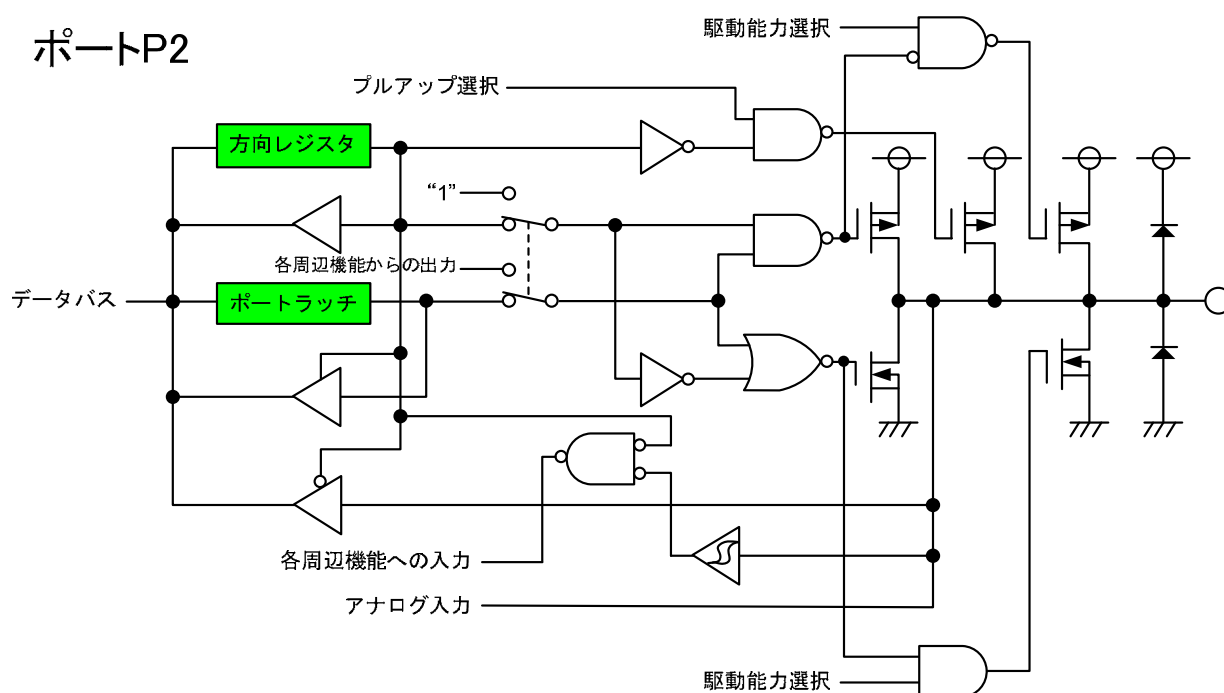 ポートP2
駆動能力選択
プルアップ選択
方向レジスタ
“1”
各周辺機能からの出力
データバス
ポートラッチ
各周辺機能への入力
アナログ入力
駆動能力選択